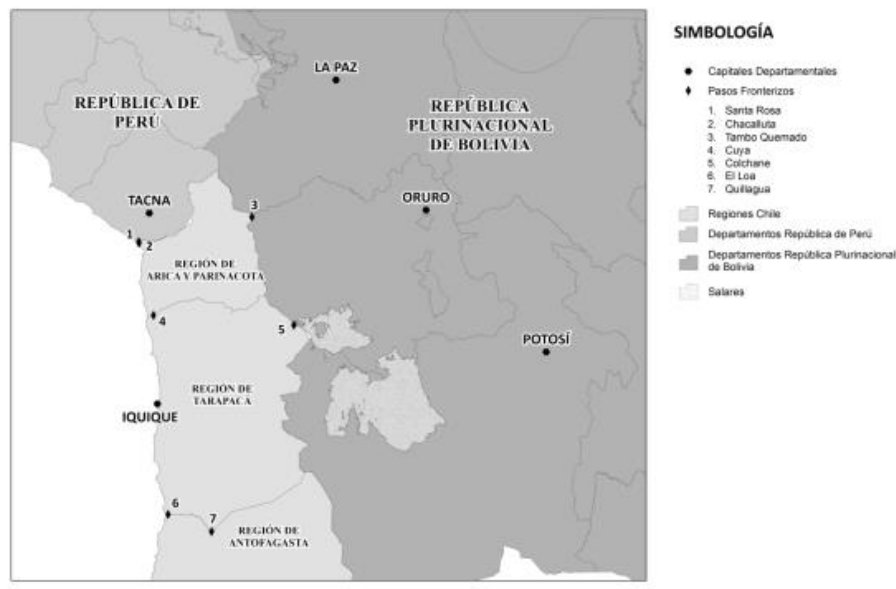 LA PAZ
REPÚBLICA DE
PERÚ
REPÚBLICA
PLURINACIONAL
DE BOLIVIA
TACNA
ORURO
3
1
2
REGIÓN DE
ARICA Y PARINACOTA
4
5
POTOSÍ
REGIÓN DE
TARAPACÁ
IQUIQUE
6
7
REGIÓN DE
ANTOFAGASTA
SIMBOLOGÍA
Capitales Departamentales
Pasos Fronterizos
1. Santa Rosa
2. Chacalluta
3. Tambo Quemado
4. Cuya
5. Colchane
6. El Loa
7. Quillagua
Regiones Chile
Departamentos República de Perú
Departamentos República Plurinacional
de Bolivia
Salares